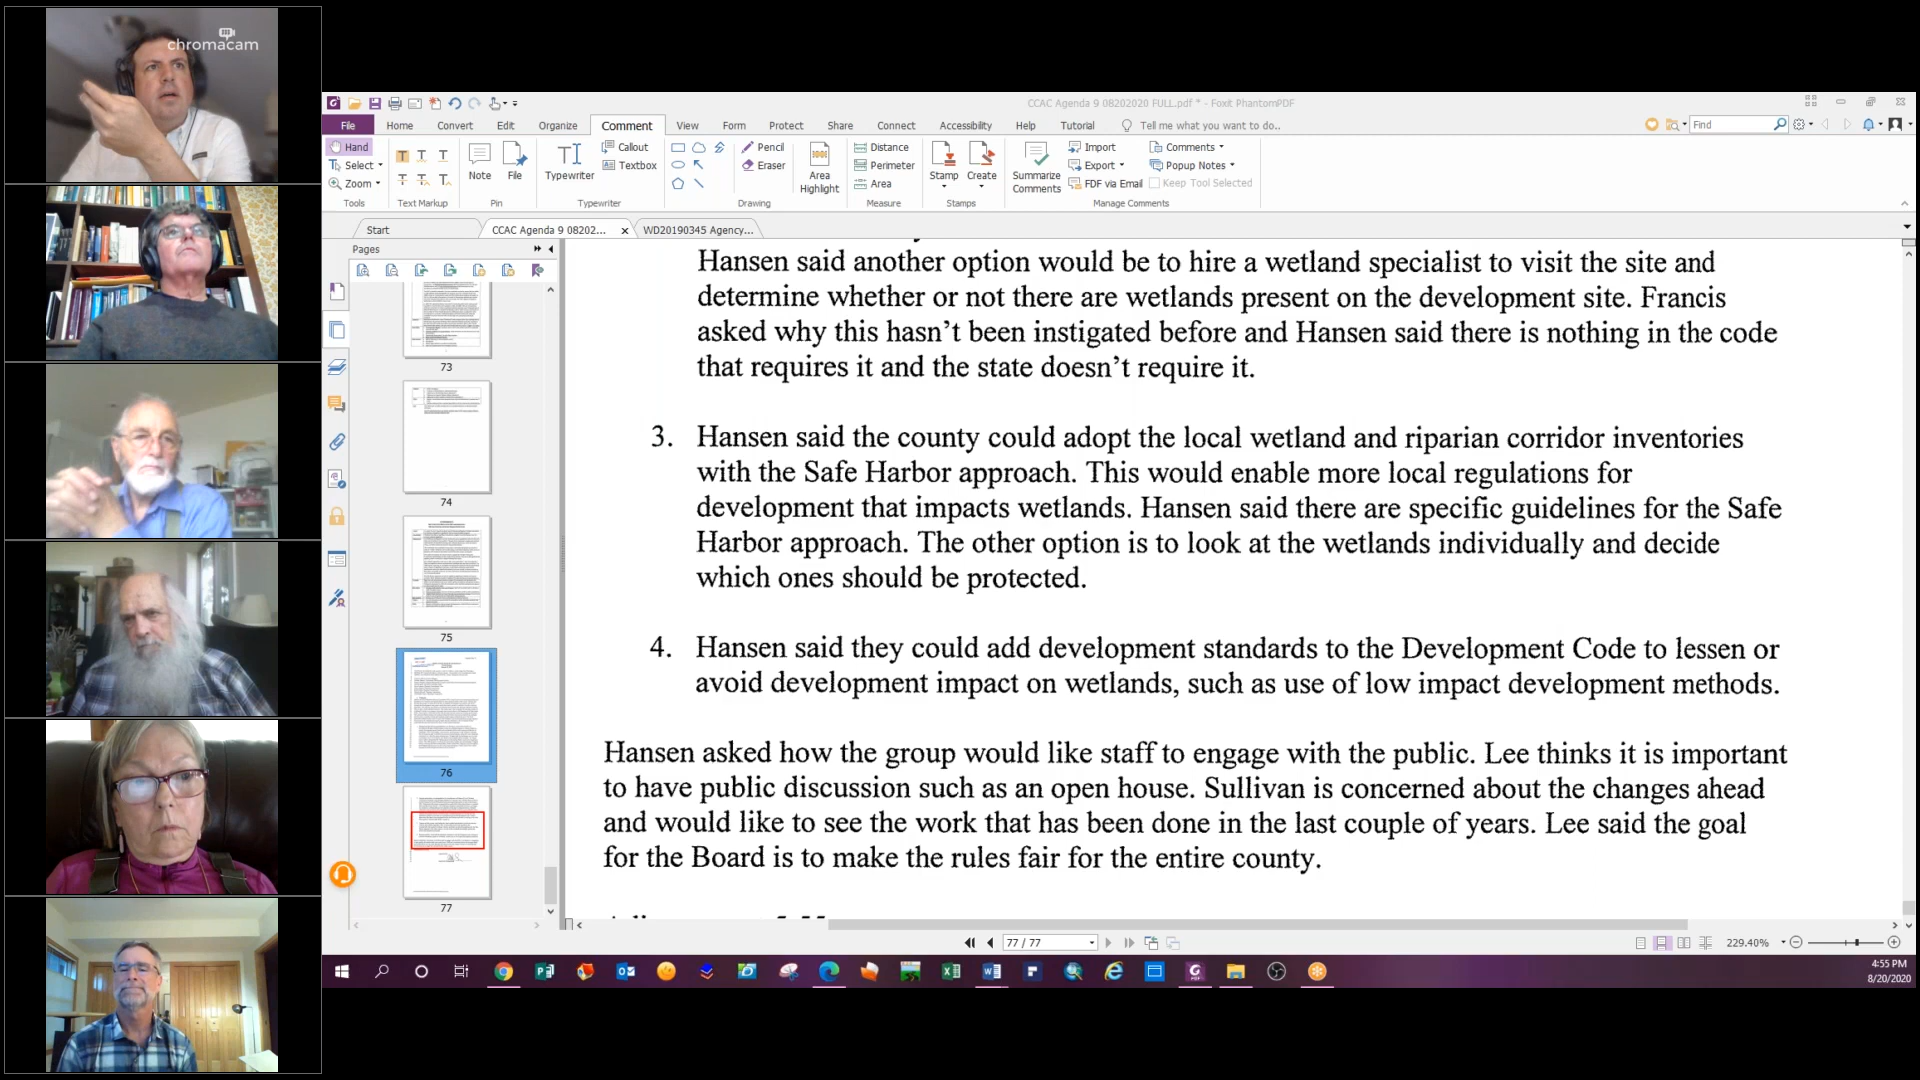 chromacam
CCAC Agenda 9 08202020 FULL.pdf * - Foxit PhantomPDF
File Home Convert Edit Organize Comment View Form Protect Share Connect Accessibility Help Tutorial Tell me what you want to do.. Find
Hand Select Zoom
Tools
Text Markup
Note File
Pin
Typewriter Callout Textbox
Typewriter
Pencil Eraser Area Highlight
Drawing
Distance Perimeter Area
Measure
Stamp Create
Stamps
Summarize Comments Import Export FDF via Email Comments Popup Notes Keep Tool Selected
Manage Comments
Start CCAC Agenda 9 08202... WD20190345 Agency...
Pages
73
74
75
76
77
Hansen said another option would be to hire a wetland specialist to visit the site and
determine whether or not there are wetlands present on the development site. Francis
asked why this hasn't been instigated before and Hansen said there is nothing in the code
that requires it and the state doesn't require it.
3. Hansen said the county could adopt the local wetland and riparian corridor inventories
with the Safe Harbor approach. This would enable more local regulations for
development that impacts wetlands. Hansen said there are specific guidelines for the Safe
Harbor approach. The other option is to look at the wetlands individually and decide
which ones should be protected.
4. Hansen said they could add development standards to the Development Code to lessen or
avoid development impact on wetlands, such as use of low impact development methods.
Hansen asked how the group would like staff to engage with the public. Lee thinks it is important
to have public discussion such as an open house. Sullivan is concerned about the changes ahead
and would like to see the work that has been done in the last couple of years. Lee said the goal
for the Board is to make the rules fair for the entire county.
77 / 77
229.40%
4:55 PM
8/20/2020